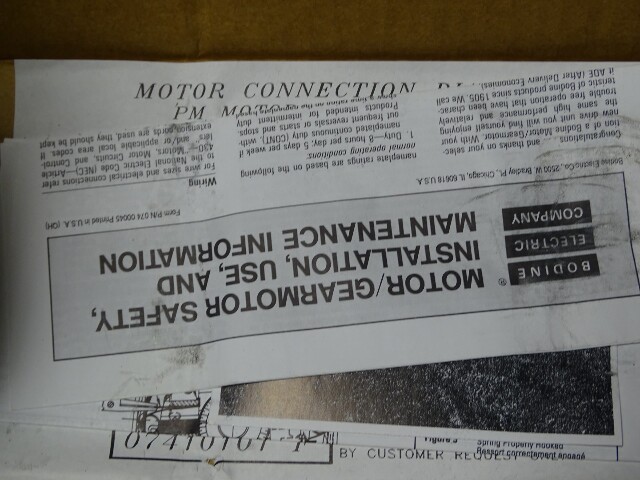 MOTOR CONNECTION
PM
BODINE
ELECTRIC
COMPANY
®
MOTOR/GEARMOTOR SAFETY,
INSTALLATION, USE, AND
MAINTENANCE INFORMATION
Bodine Electric Co., 2500 W Bradley Pl., Chicago, IL 60618 U.S.A.
Form P/N 074 00045 Printed in U.S.A. (CH)
Congratulations and thanks for your selec-
tion of a Bodine Motor/Gearmotor. With your
new drive unit you will find yourself enjoying
the same high performance and relatively
trouble free operation that have been charac-
teristic of Bodine products since 1905. We call
it ADE (After Delivery Economies).
nameplate ratings are based on the following
normal operating conditions:
1. Duty — 8 hours per day, 5 days per week if
nameplated continuous duty (CONT), with-
out frequent reversals or starts and stops
Products intended for intermittent
Wiring
For wire sizes and electrical connections refer
to the National Electric Code (NEC)—Article
430— Motors, Motor Circuits, and Control-
lers and/or applicable local area codes. If
extension cords are used, they should be kept
07410101
BY CUSTOMER